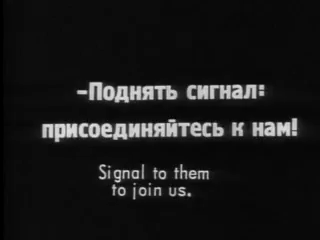 -Поднять сигнал:
присоединяйтесь к нам!
Signal to them
to join us.